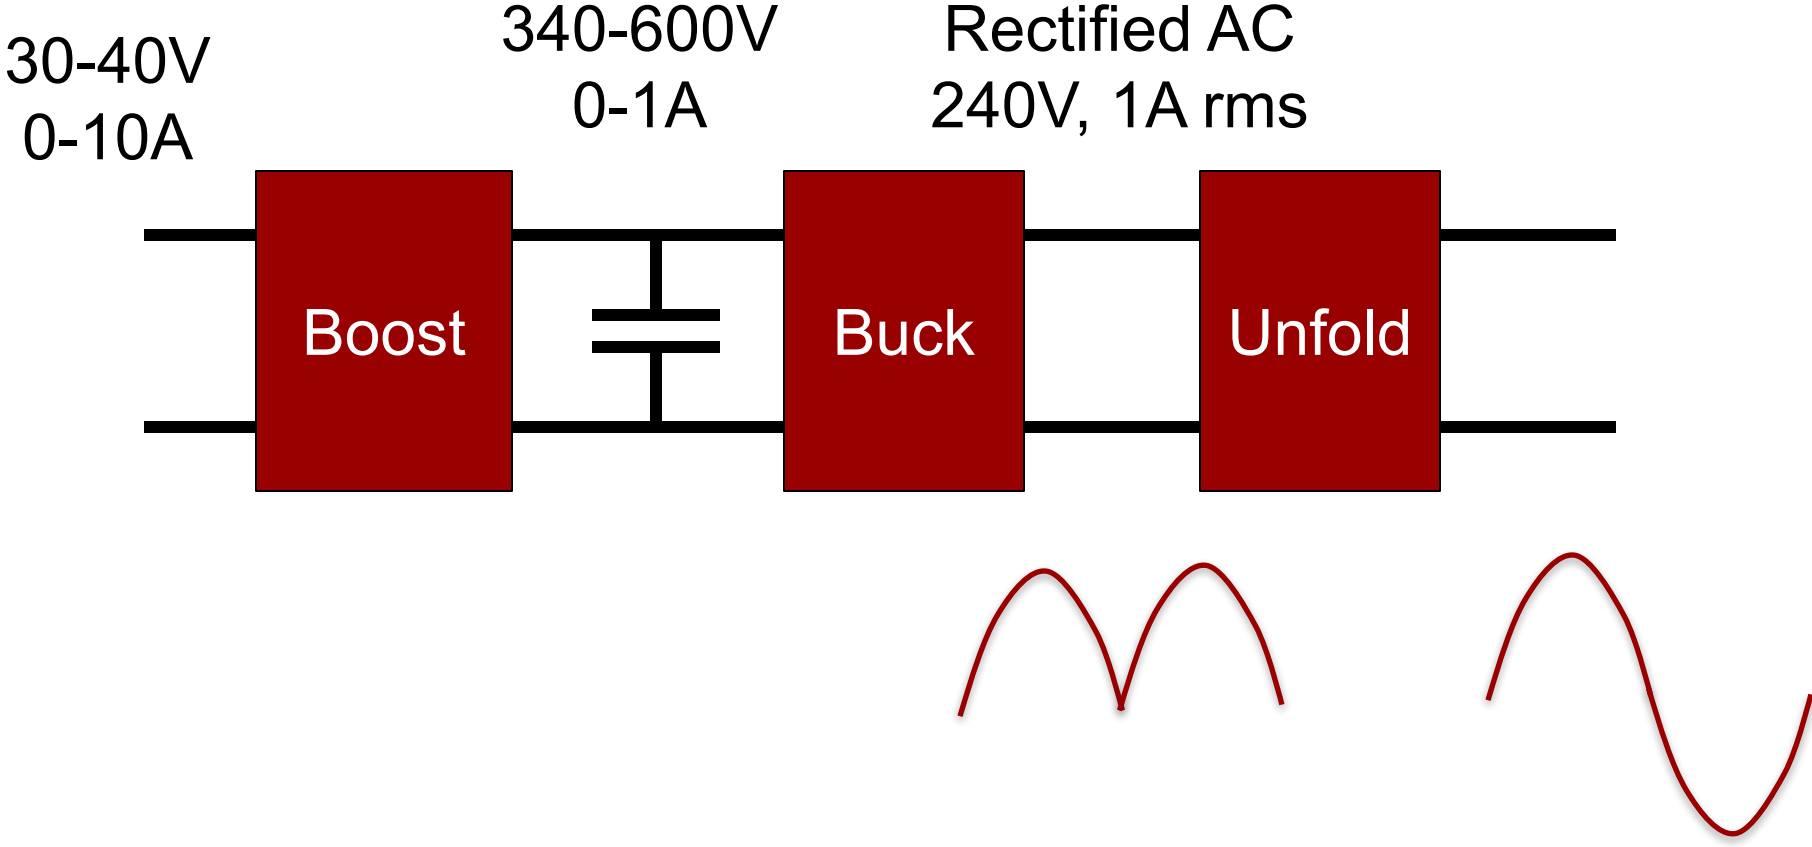 30-40V
0-10A
340-600V
0-1A
Rectified AC
240V, 1A rms
Boost
Buck
Unfold